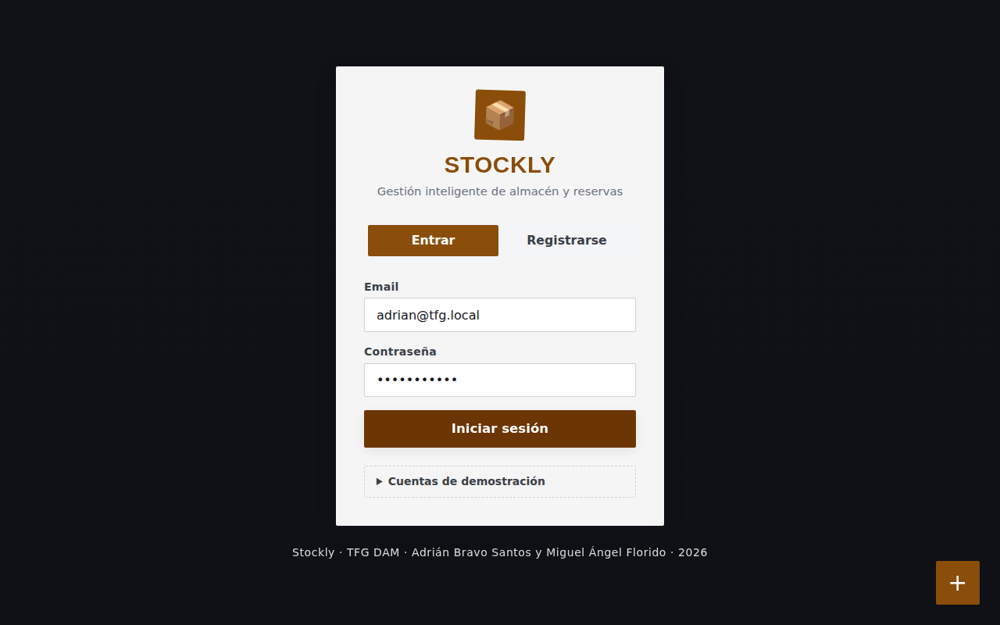 STOCKLY
Gestión inteligente de almacén y reservas
Entrar
Registrarse
Email
adrian@tfg.local
Contraseña
•••••••••••
Iniciar sesión
▶ Cuentas de demostración
Stockly · TFG DAM · Adrián Bravo Santos y Miguel Ángel Florido · 2026
+